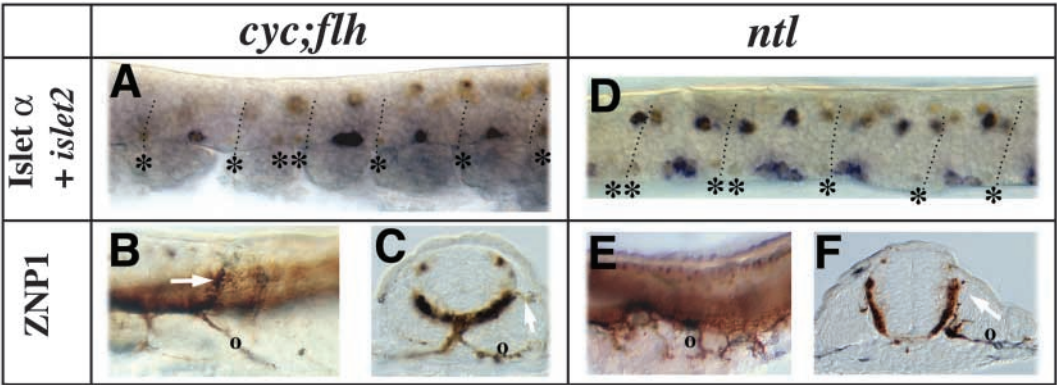 cyc;flh
ntl
Islet α
+ islet2
A
* * ** * * *
D
** ** * * *
ZNP1
B
o
C
o
E
o
F
o